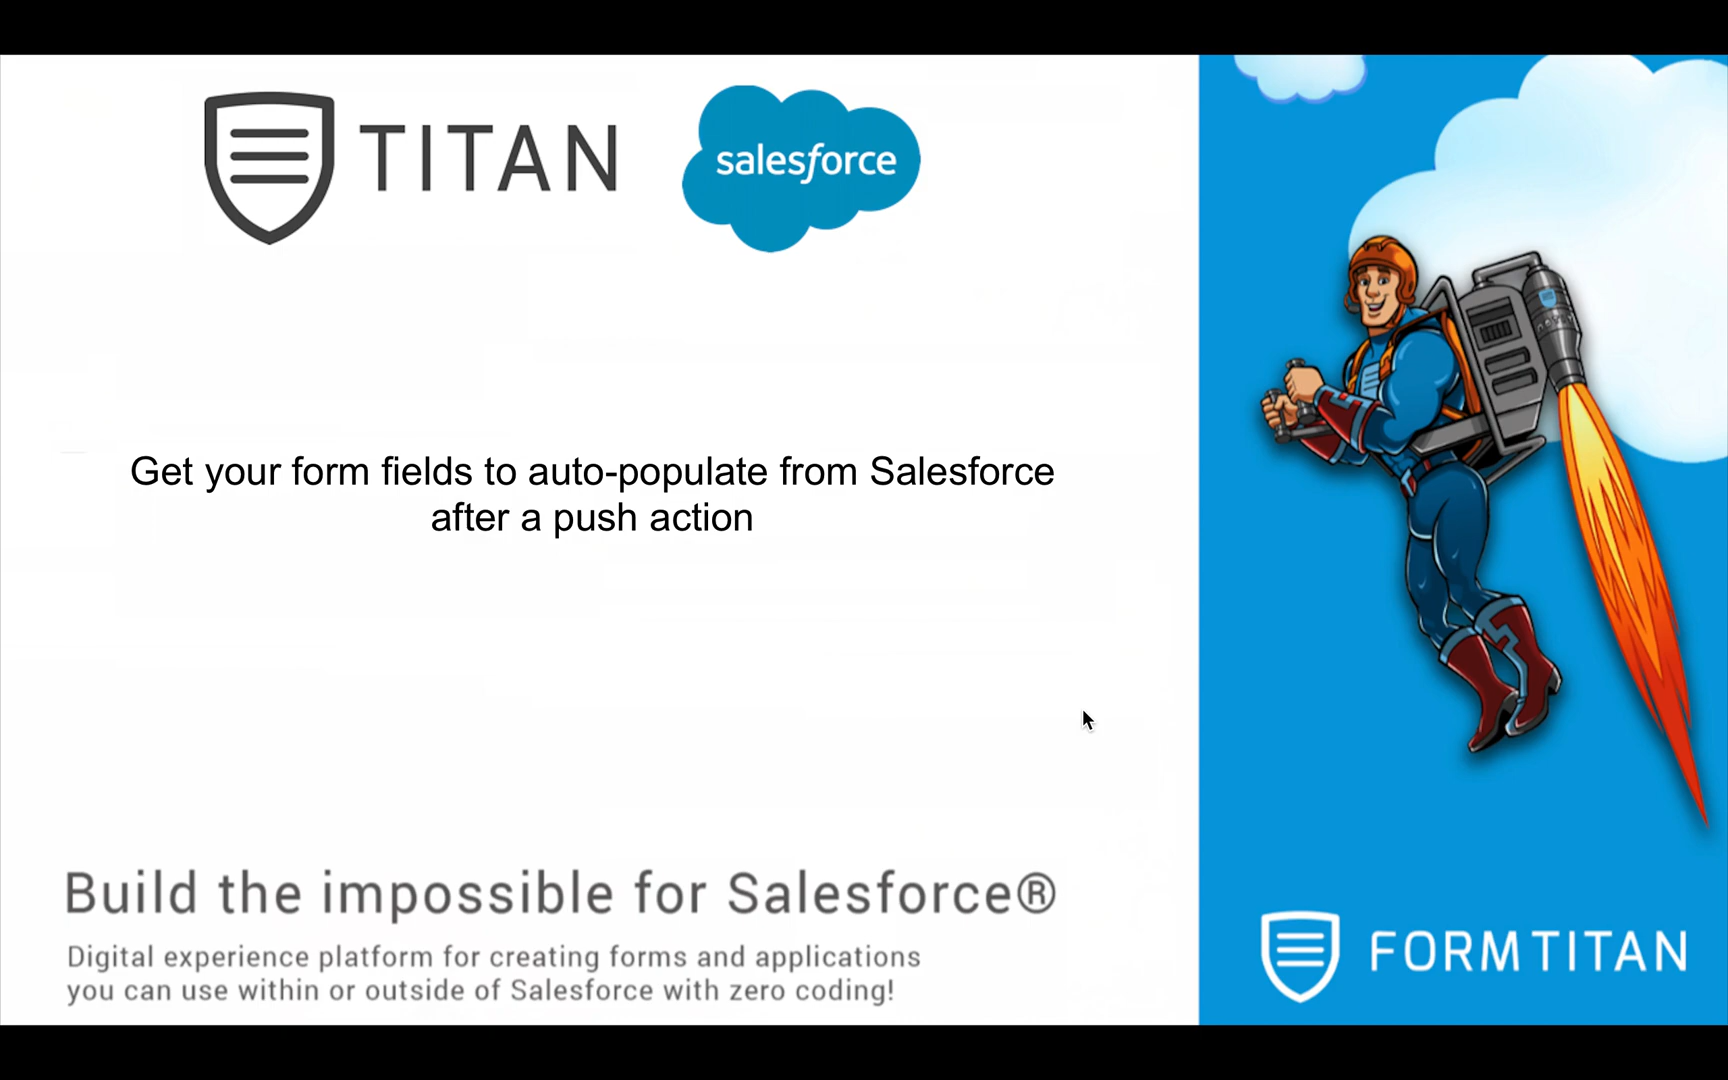 TITAN
salesforce
Get your form fields to auto-populate from Salesforce
after a push action
Build the impossible for Salesforce®
Digital experience platform for creating forms and applications
you can use within or outside of Salesforce with zero coding!
FORMTITAN